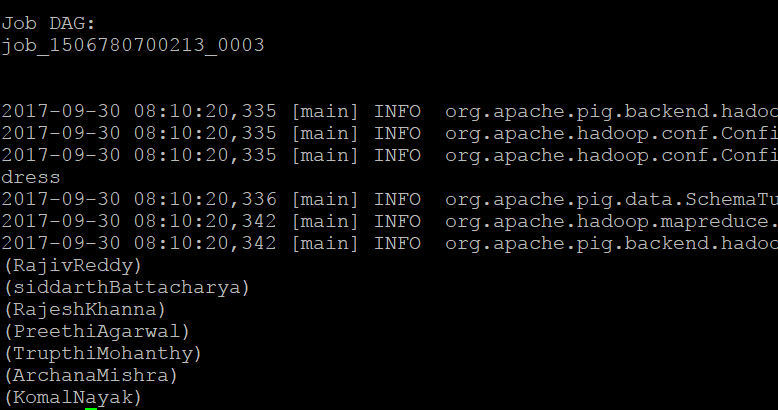 Job DAG:
job_1506780700213_0003
2017-09-30 08:10:20,335 [main] INFO  org.apache.pig.backend.hadoo
2017-09-30 08:10:20,335 [main] INFO  org.apache.hadoop.conf.Confi
2017-09-30 08:10:20,335 [main] INFO  org.apache.hadoop.conf.Confi
dress
2017-09-30 08:10:20,336 [main] INFO  org.apache.pig.data.SchemaTu
2017-09-30 08:10:20,342 [main] INFO  org.apache.hadoop.mapreduce.
2017-09-30 08:10:20,342 [main] INFO  org.apache.pig.backend.hadoo
(RajivReddy)
(siddarthBattacharya)
(RajeshKhanna)
(PreethiAgarwal)
(TrupthiMohanthy)
(ArchanaMishra)
(KomalNayak)